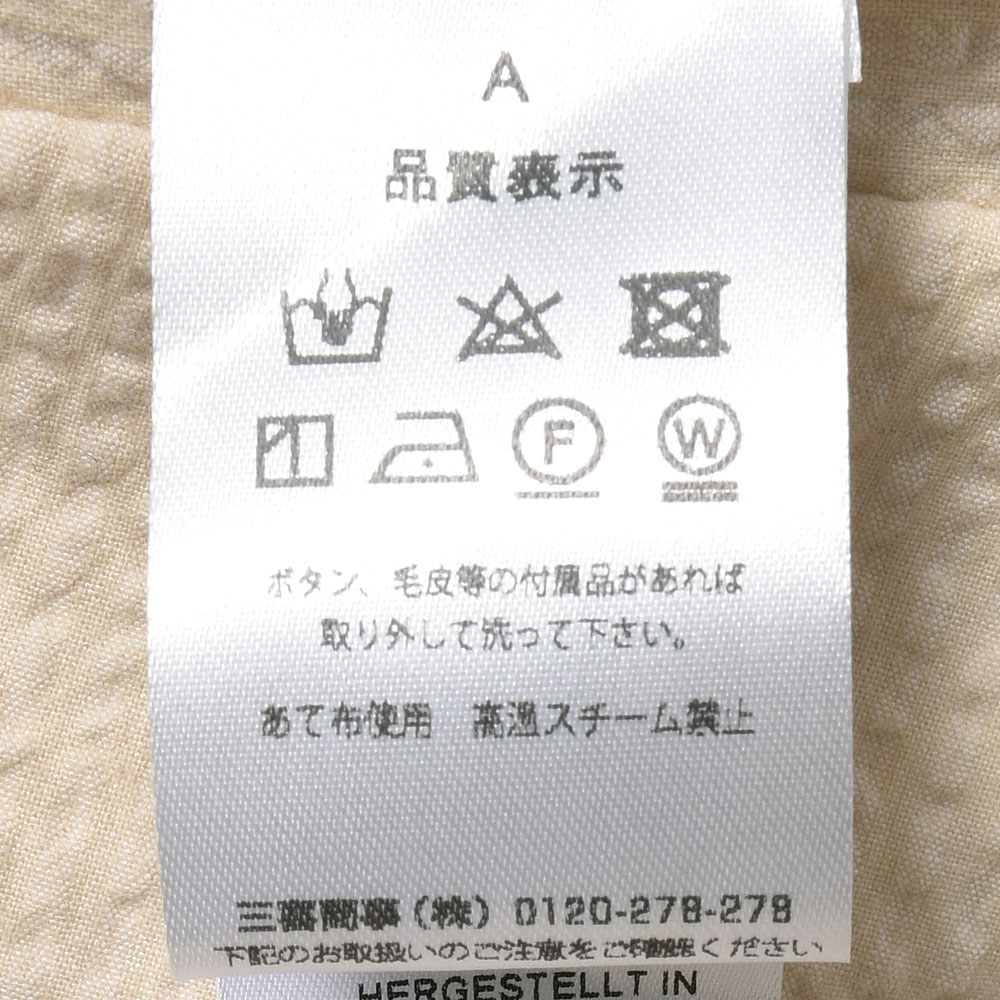 A
品質表示
F W
ボタン、毛皮等の付属品があれば
取り外して洗って下さい。
あて布使用 高温スチーム禁止
三喜商事(株) 0120-278-278
下記のお取扱いのご注意をご確認ください
HERGESTELLT IN